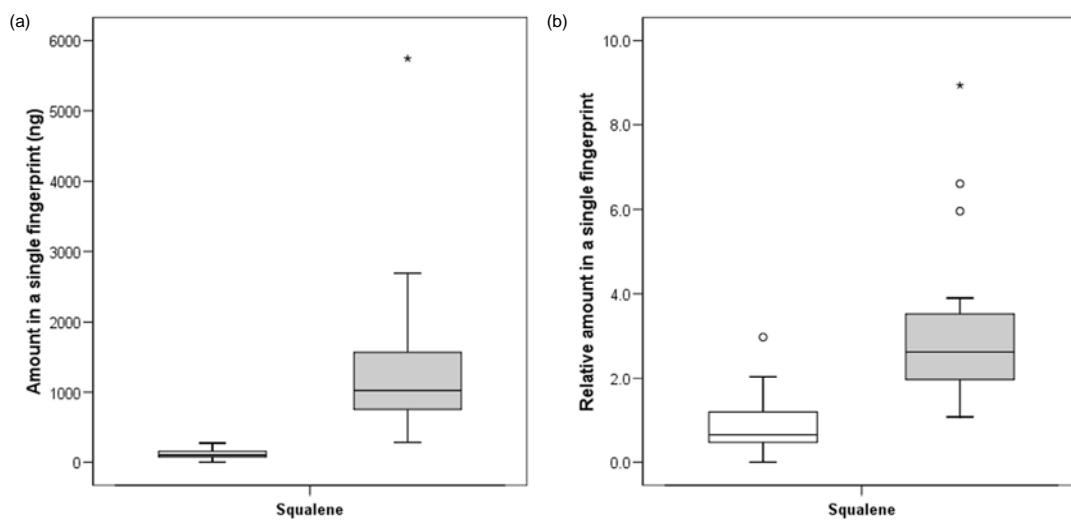 (a)
Amount in a single fingerprint (ng)
6000
5000
4000
3000
2000
1000
0
Squalene
(b)
Relative amount in a single fingerprint
10.0
8.0
6.0
4.0
2.0
0.0
Squalene